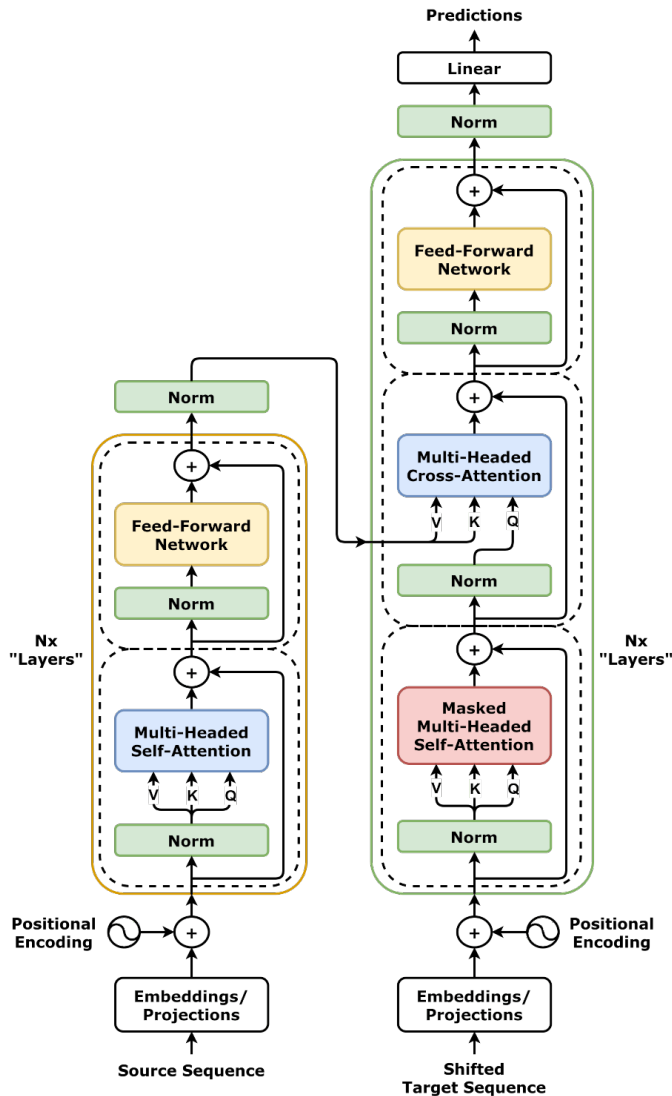 Predictions
Linear
Norm
Feed-Forward
Network
Norm
Multi-Headed
Cross-Attention
V K Q
Norm
Masked
Multi-Headed
Self-Attention
V K Q
Norm
Nx
"Layers"
Positional
Encoding
Embeddings/
Projections
Shifted
Target Sequence
Norm
Feed-Forward
Network
Norm
Multi-Headed
Self-Attention
V K Q
Norm
Nx
"Layers"
Positional
Encoding
Embeddings/
Projections
Source Sequence